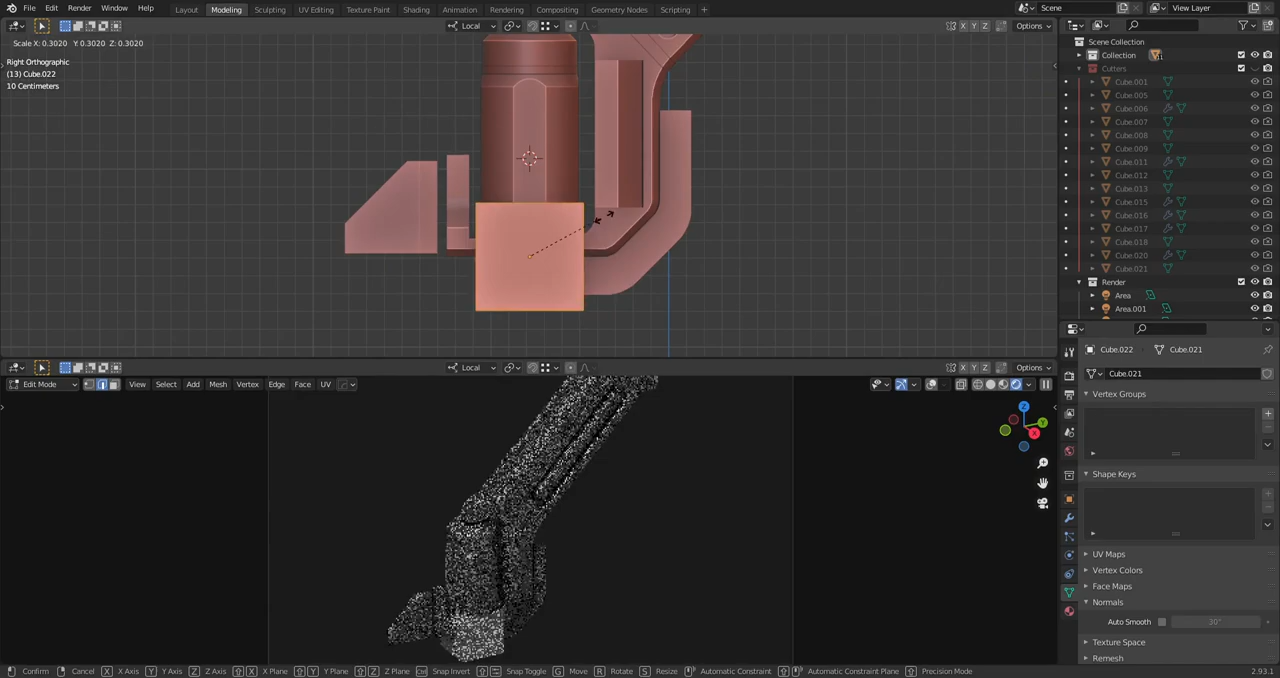 File Edit Render Window Help Layout Modeling Sculpting UV Editing Texture Paint Shading Animation Rendering Compositing Geometry Nodes Scripting + Scene View Layer
Local X Y Z Options
Scale X: 0.3020 Y: 0.3020 Z: 0.3020
Right Orthographic
(13) Cube.022
10 Centimeters
Scene Collection
Collection
Cutters
Cube.001
Cube.005
Cube.006
Cube.007
Cube.008
Cube.009
Cube.011
Cube.012
Cube.013
Cube.015
Cube.016
Cube.017
Cube.018
Cube.020
Cube.021
Render
Area
Area.001
Cube.022 Cube.021
Cube.021
Vertex Groups
Shape Keys
UV Maps
Vertex Colors
Face Maps
Normals
Auto Smooth 30°
Texture Space
Remesh
Local X Y Z Options
Edit Mode View Select Add Mesh Vertex Edge Face UV
Z Y X
Confirm Cancel X X Axis Y Y Axis Z Z Axis X X Plane Y Y Plane Z Z Plane Snap Invert Snap Toggle G Move R Rotate S Resize Automatic Constraint Automatic Constraint Plane Precision Mode 2.93.1